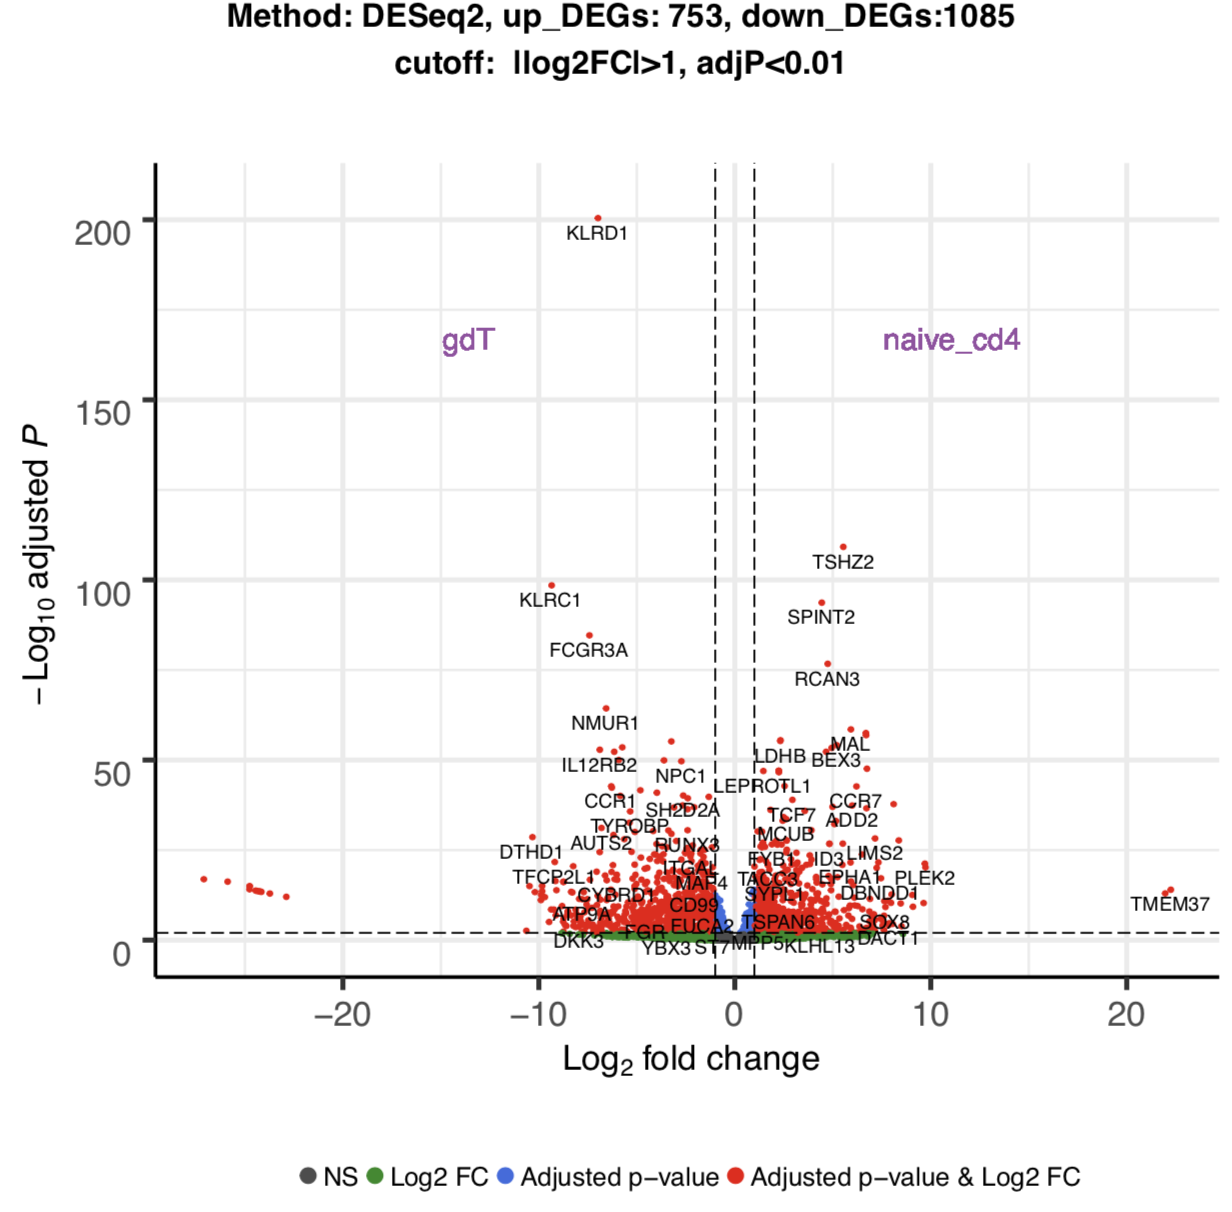 Method: DESeq2, up_DEGs: 753, down_DEGs:1085
cutoff: |log2FC|>1, adjP<0.01
200
KLRD1
gdT
naive_cd4
150
TSHZ2
100
KLRC1
SPINT2
FCGR3A
RCAN3
NMUR1
MAL
LDHB
BEX3
50
IL12RB2
NPC1
LEPROTL1
CCR1
CCR7
SH2D2A
TCF7
ADD2
TYROBP
MCUB
AUTS2
RUNX3
DTHD1
FYB1
ID3
LIMS2
ITGAL
TFCP2L1
MAP4
TACC3
EPHA1
PLEK2
CYBRD1
SYPL1
DBNDD1
CD99
TMEM37
ATP9A
FUCA2
TSPAN6
SOX8
FGR
DKK3
DACT1
YBX3
ST7
MPP5
KLHL13
0
−20
−10
0
10
20
−Log10 adjusted P
Log2 fold change
NS
Log2 FC
Adjusted p−value
Adjusted p−value & Log2 FC